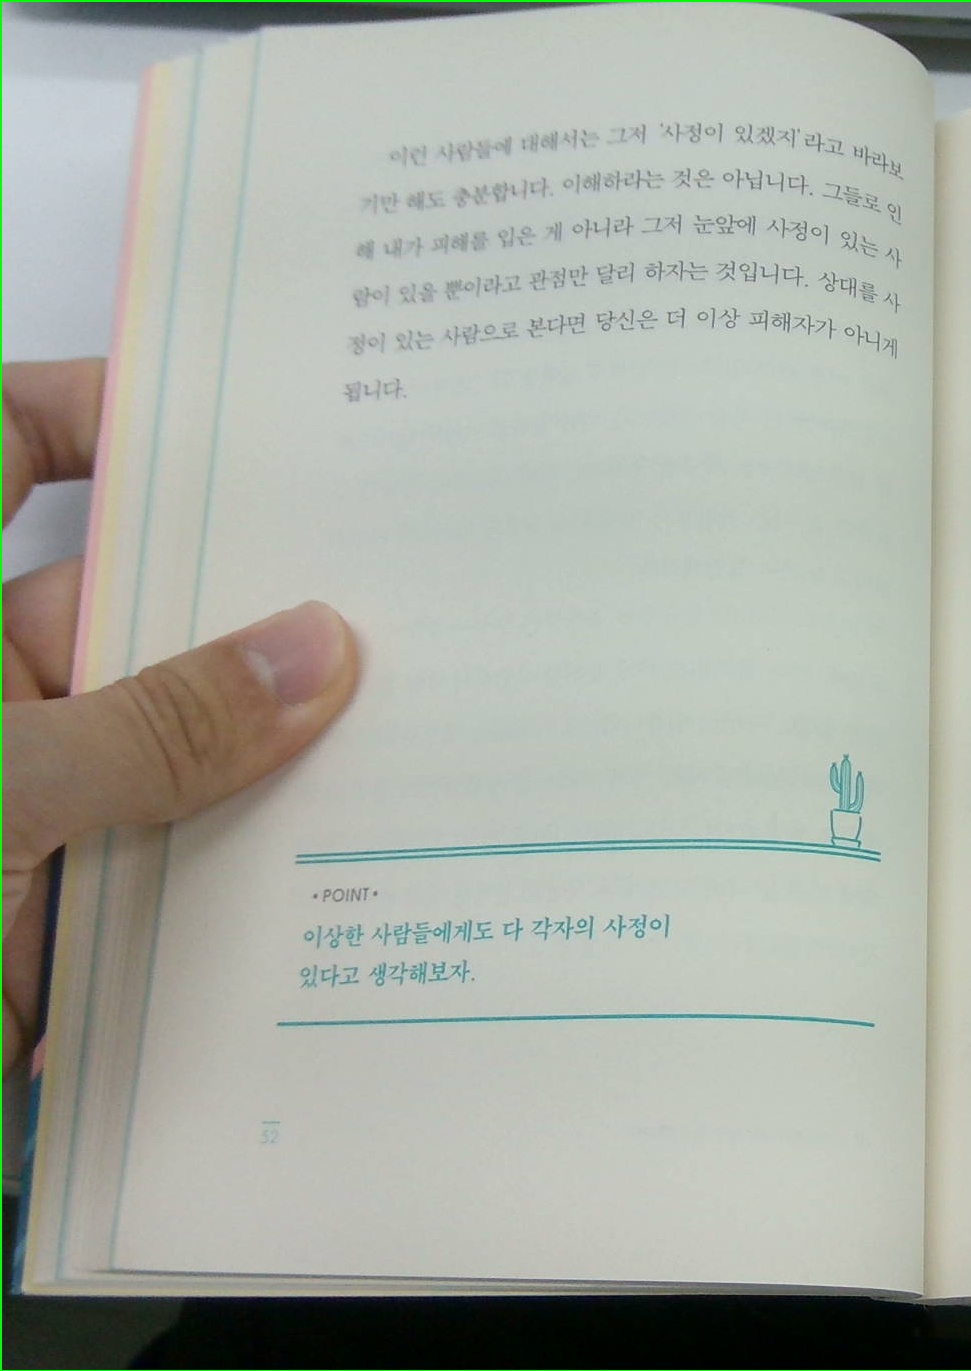 이런 사람들에 대해서는 그저 '사정이 있겠지'라고 바라보
기만 해도 충분합니다. 이해하라는 것은 아닙니다. 그들로 인
해 내가 피해를 입은 게 아니라 그저 눈앞에 사정이 있는 사
람이 있을 뿐이라고 관점만 달리 하자는 것입니다. 상대를 사
정이 있는 사람으로 본다면 당신은 더 이상 피해자가 아니게
됩니다.
•POINT•
이상한 사람들에게도 다 각자의 사정이
있다고 생각해보자.
52